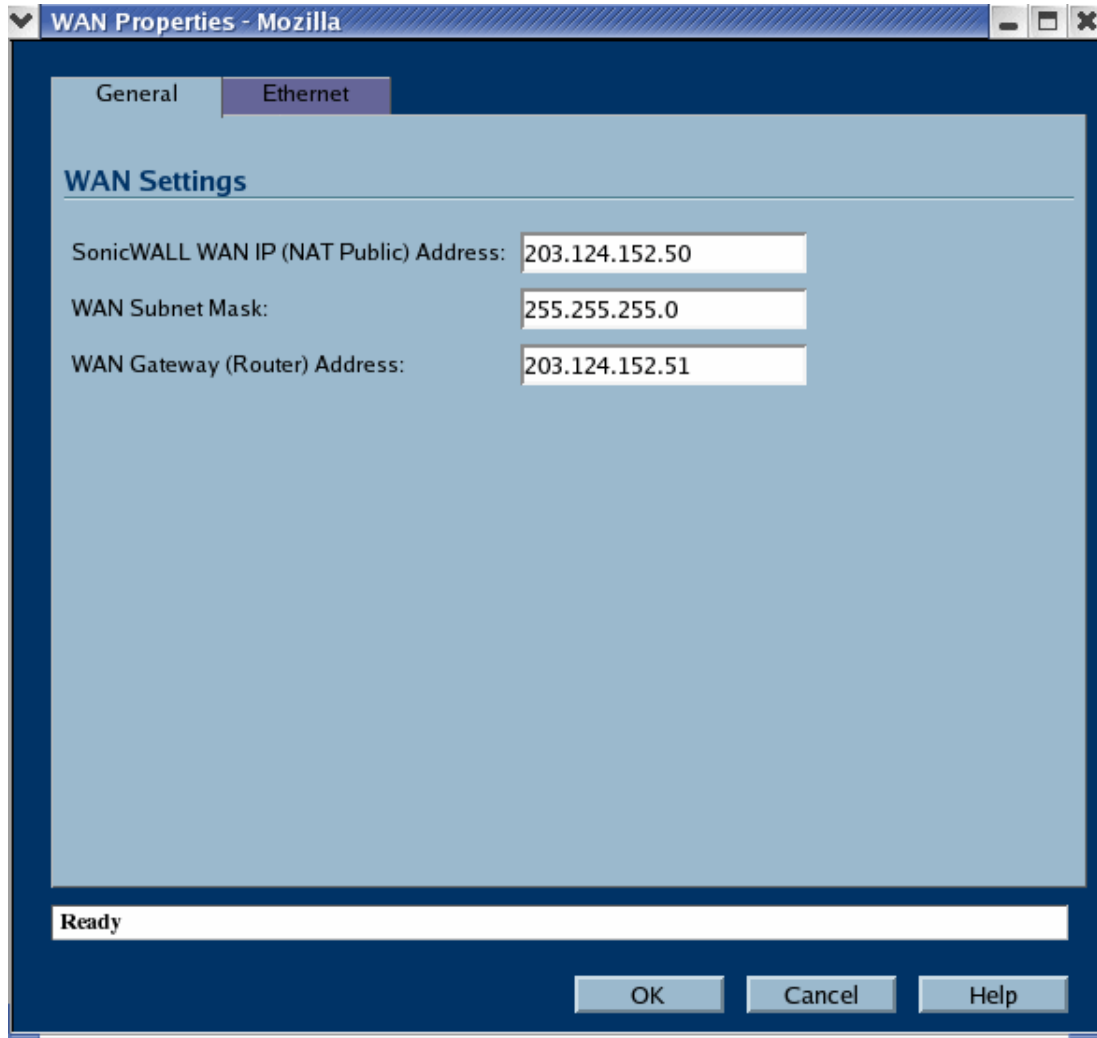 WAN Properties - Mozilla
General Ethernet
WAN Settings
SonicWALL WAN IP (NAT Public) Address: 203.124.152.50
WAN Subnet Mask: 255.255.255.0
WAN Gateway (Router) Address: 203.124.152.51
Ready
OK Cancel Help